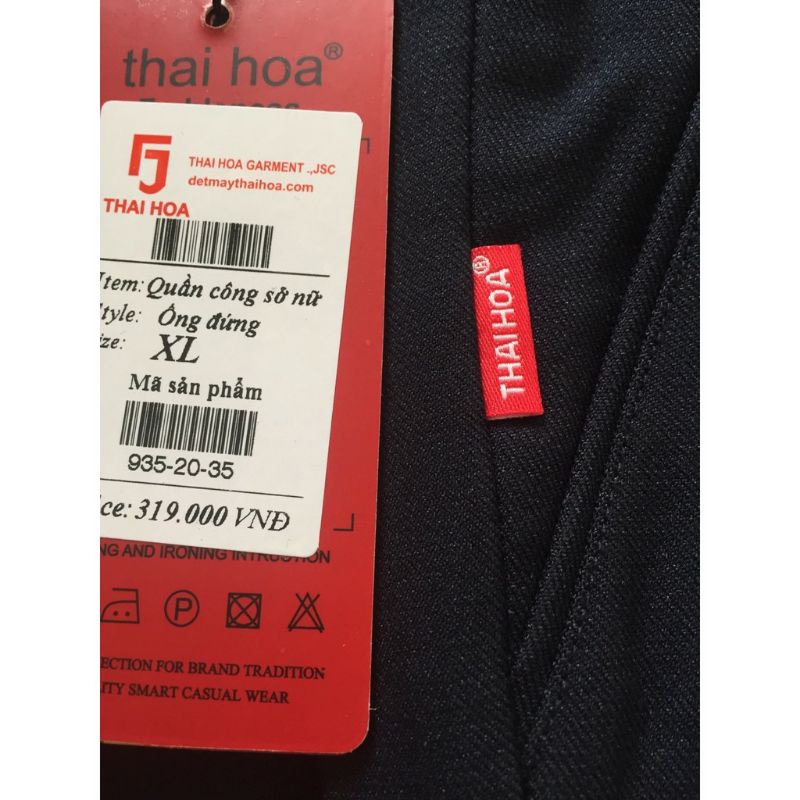 thai hoa®
THAI HOA GARMENT .,JSC
detmaythaihoa.com
THAI HOA
Item: Quần công sở nữ
Style: Ông đứng
Size: XL
Mã sản phẩm
935-20-35
ce: 319.000 VNĐ
NG AND IRONING INTRUCTION
P
ECTION FOR BRAND TRADITION
ITY SMART CASUAL WEAR
THAI HOA®